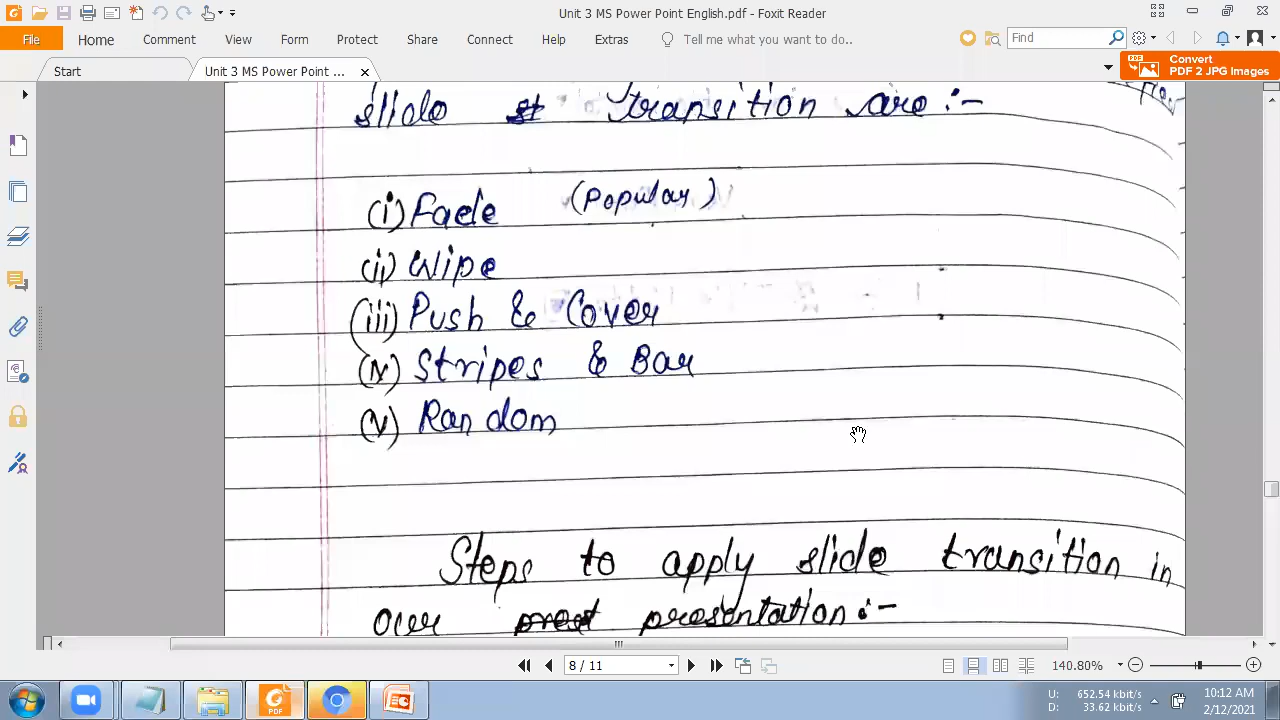 Unit 3 MS Power Point English.pdf - Foxit Reader
File Home Comment View Form Protect Share Connect Help Extras Tell me what you want to do.. Find
Start Unit 3 MS Power Point ... Convert
PDF 2 JPG Images
slide transition are :-
(i) Fade (Popular)
(ii) Wipe
(iii) Push & Cover
(iv) Stripes & Bar
(v) Random
Steps to apply slide transition in
over presentation :-
8 / 11 140.80%
U: 652.54 kbit/s 10:12 AM
D: 33.62 kbit/s 2/12/2021